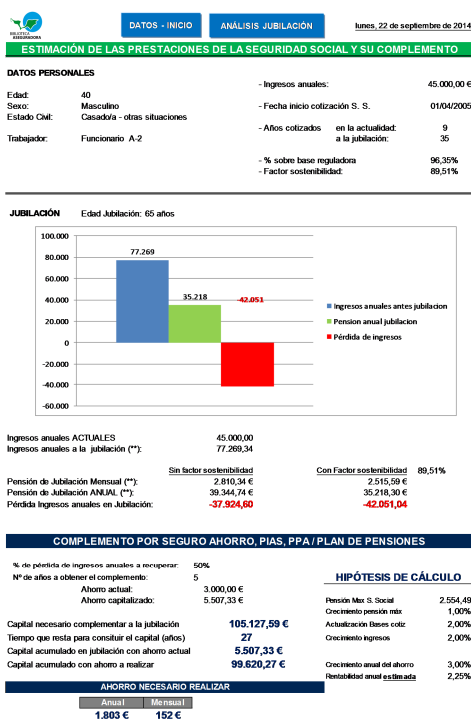 BIBLIOTECA
ASEGURADORA
DATOS - INICIO
ANÁLISIS JUBILACIÓN
lunes, 22 de septiembre de 2014
ESTIMACIÓN DE LAS PRESTACIONES DE LA SEGURIDAD SOCIAL Y SU COMPLEMENTO
DATOS PERSONALES
- Ingresos anuales: 45.000,00 €
Edad: 40
Sexo: Masculino - Fecha inicio cotización S. S. 01/04/2005
Estado Civil: Casado/a - otras situaciones
- Años cotizados en la actualidad: 9
Trabajador: Funcionario A-2 a la jubilación: 35
- % sobre base reguladora 96,35%
- Factor sostenibilidad: 89,51%
JUBILACIÓN Edad Jubilación: 65 años
100.000
80.000
60.000
40.000
20.000
0
-20.000
-40.000
-60.000
77.269
35.218
-42.051
Ingresos anuales antes jubilacion
Pension anual jubilacion
Pérdida de ingresos
Ingresos anuales ACTUALES 45.000,00
Ingresos anuales a la jubilación (**): 77.269,34
Sin factor sostenibilidad Con Factor sostenibilidad 89,51%
Pensión de Jubilación Mensual (**): 2.810,34 € 2.515,59 €
Pensión de Jubilación ANUAL (**): 39.344,74 € 35.218,30 €
Pérdida Ingresos anuales en Jubilación: -37.924,60 -42.051,04
COMPLEMENTO POR SEGURO AHORRO, PIAS, PPA / PLAN DE PENSIONES
% de pérdida de ingresos anuales a recuperar: 50%
Nº de años a obtener el complemento: 5
Ahorro actual: 3.000,00 €
Ahorro capitalizado: 5.507,33 €
Capital necesario complementar a la jubilación 105.127,59 €
Tiempo que resta para consituir el capital (años) 27
Capital acumulado en jubilación con ahorro actual 5.507,33 €
Capital acumulado con ahorro a realizar 99.620,27 €
HIPÓTESIS DE CÁLCULO
Pensión Max S. Social 2.554,49
Crecimiento pensión máx 1,00%
Actualización Bases cotiz 2,00%
Crecimiento ingresos 2,00%
Crecimiento anual del ahorro 3,00%
Rentabilidad anual estimada 2,25%
AHORRO NECESARIO REALIZAR
Anual Mensual
1.803 € 152 €